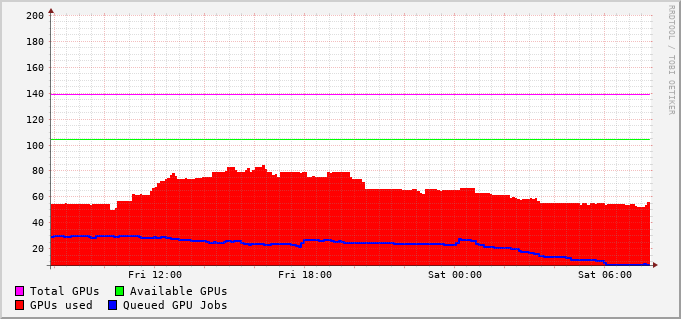 200
180
160
140
120
100
80
60
40
20
Fri 12:00 Fri 18:00 Sat 00:00 Sat 06:00
Total GPUs Available GPUs
GPUs used Queued GPU Jobs
RRDTOOL / TOBI OETIKER